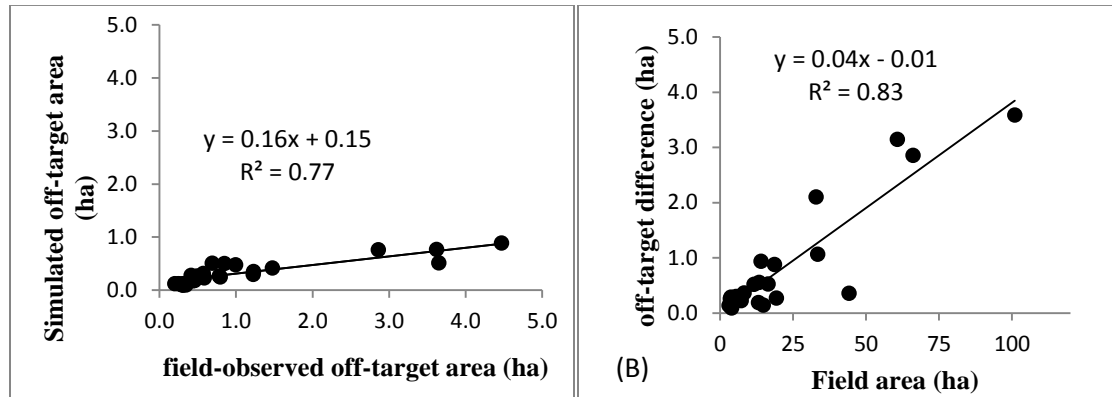 Simulated off-target area
(ha)
5.0
4.0
3.0
2.0
1.0
0.0
y = 0.16x + 0.15
R² = 0.77
0.0 1.0 2.0 3.0 4.0 5.0
field-observed off-target area (ha)
off-target difference (ha)
5.0
4.0
3.0
2.0
1.0
0.0
y = 0.04x - 0.01
R² = 0.83
0 25 50 75 100
(B)
Field area (ha)